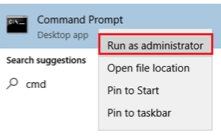 Command Prompt
Desktop app
Run as administrator
Search suggestions
Open file location
cmd
Pin to Start
Pin to taskbar